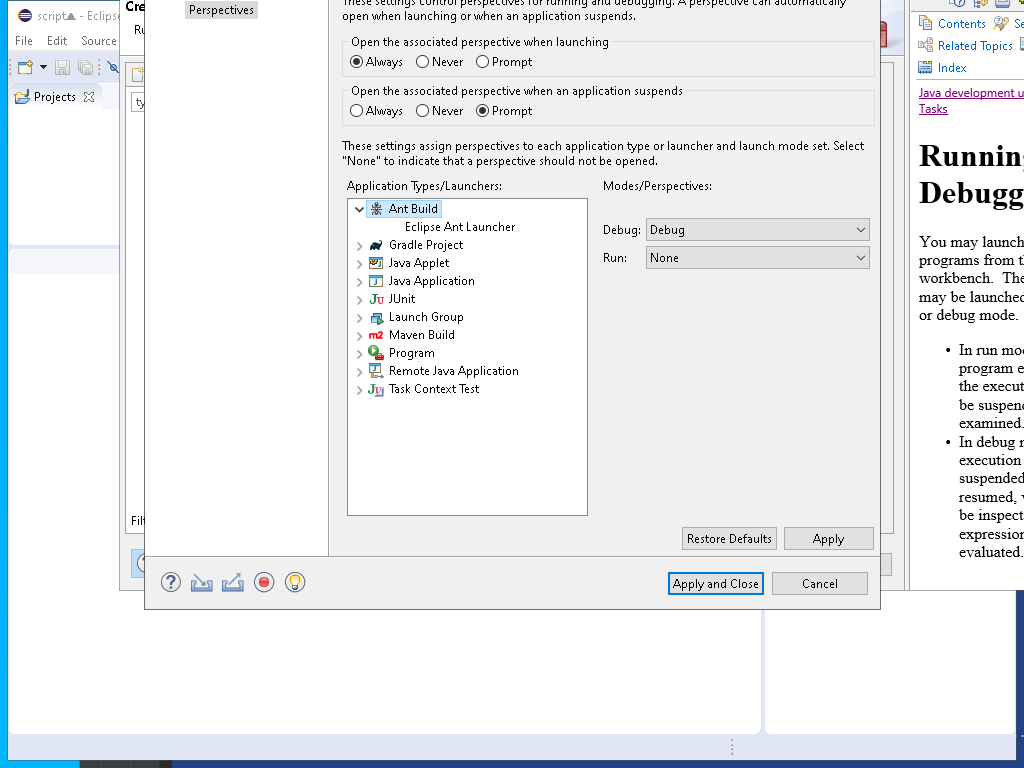 script - Eclipse
File Edit Source
Projects
Cre
Ru
ty
Filt
Perspectives
These settings control perspectives for running and debugging. A perspective can automatically
open when launching or when an application suspends.
Open the associated perspective when launching
Always Never Prompt
Open the associated perspective when an application suspends
Always Never Prompt
These settings assign perspectives to each application type or launcher and launch mode set. Select
"None" to indicate that a perspective should not be opened.
Application Types/Launchers:
Modes/Perspectives:
Ant Build
Eclipse Ant Launcher
Gradle Project
Java Applet
Java Application
JUnit
Launch Group
Maven Build
Program
Remote Java Application
Task Context Test
Debug: Debug
Run: None
Restore Defaults Apply
Apply and Close Cancel
Contents Se
Related Topics
Index
Java development u
Tasks
Running
Debugg
You may launch
programs from th
workbench. The
may be launched
or debug mode.
• In run mod
program e
the execut
be suspend
examined.
• In debug m
execution
suspended
resumed, v
be inspect
expression
evaluated.